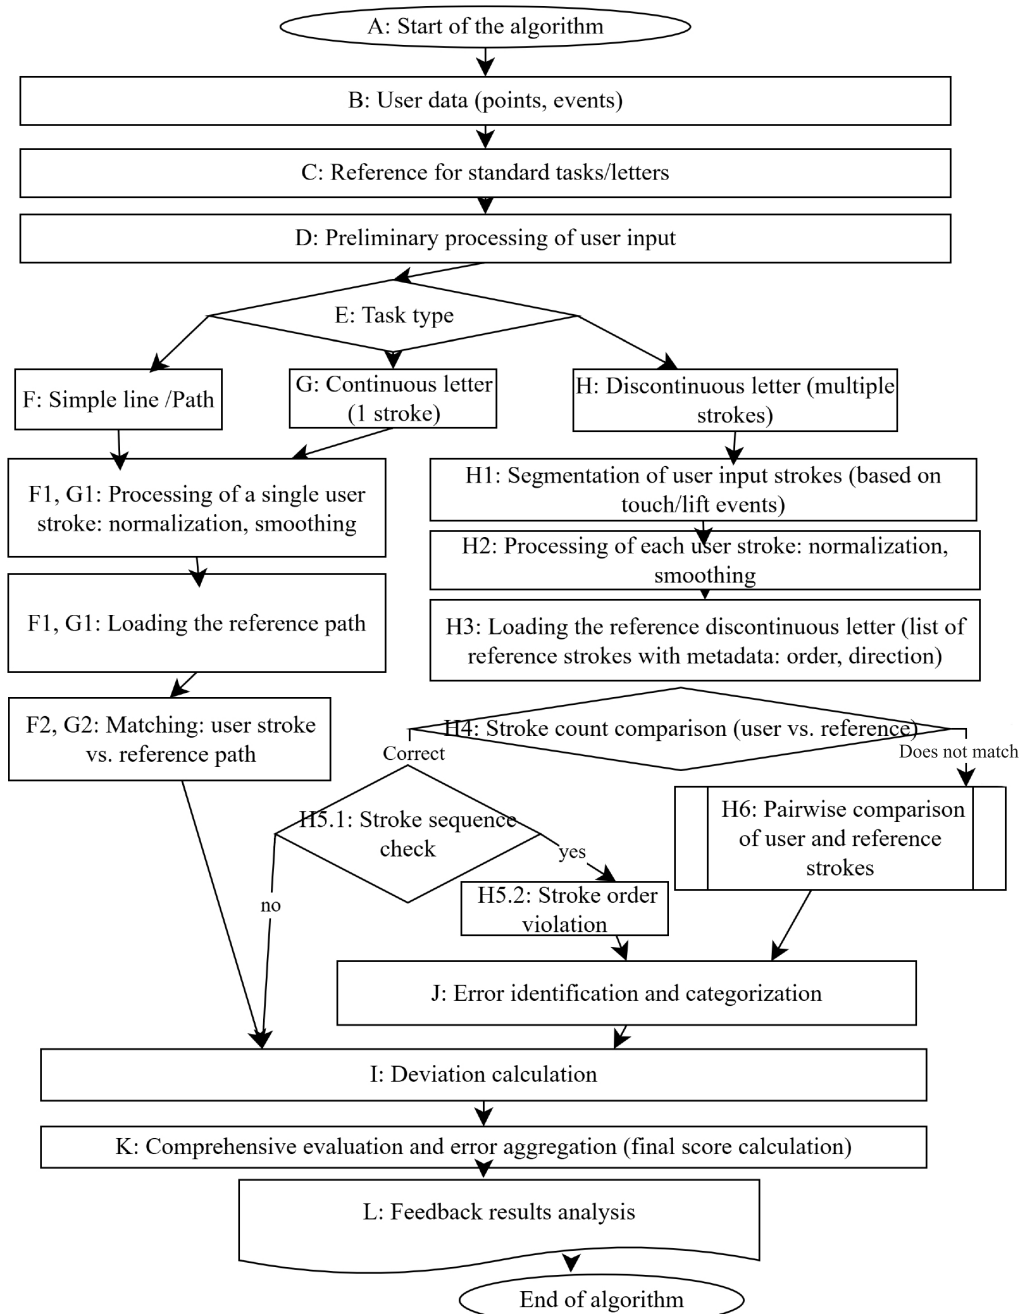 A: Start of the algorithm
B: User data (points, events)
C: Reference for standard tasks/letters
D: Preliminary processing of user input
E: Task type
F: Simple line /Path
G: Continuous letter
(1 stroke)
H: Discontinuous letter (multiple
strokes)
F1, G1: Processing of a single user
stroke: normalization, smoothing
H1: Segmentation of user input strokes (based on
touch/lift events)
H2: Processing of each user stroke: normalization,
smoothing
F1, G1: Loading the reference path
H3: Loading the reference discontinuous letter (list of
reference strokes with metadata: order, direction)
F2, G2: Matching: user stroke
vs. reference path
H4: Stroke count comparison (user vs. reference)
Correct
Does not match
H5.1: Stroke sequence
check
yes
no
H6: Pairwise comparison
of user and reference
strokes
H5.2: Stroke order
violation
J: Error identification and categorization
I: Deviation calculation
K: Comprehensive evaluation and error aggregation (final score calculation)
L: Feedback results analysis
End of algorithm